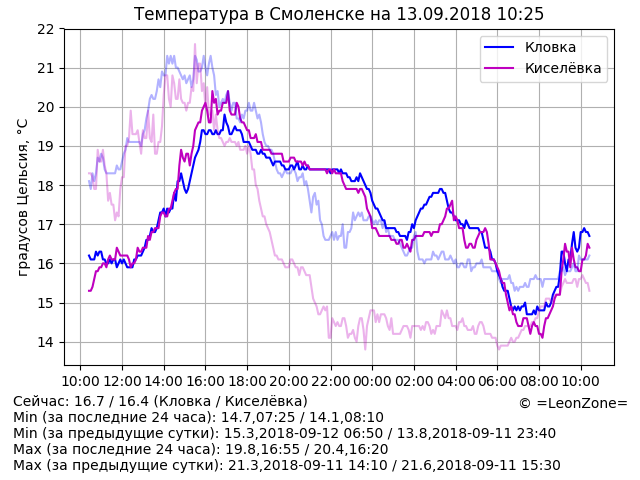 Температура в Смоленске на 13.09.2018 10:25
градусов Цельсия, °C
22
21
20
19
18
17
16
15
14
Кловка
Киселёвка
10:00 12:00 14:00 16:00 18:00 20:00 22:00 00:00 02:00 04:00 06:00 08:00 10:00
Сейчас: 16.7 / 16.4 (Кловка / Киселёвка)
© =LeonZone=
Min (за последние 24 часа): 14.7,07:25 / 14.1,08:10
Min (за предыдущие сутки): 15.3,2018-09-12 06:50 / 13.8,2018-09-11 23:40
Max (за последние 24 часа): 19.8,16:55 / 20.4,16:20
Max (за предыдущие сутки): 21.3,2018-09-11 14:10 / 21.6,2018-09-11 15:30